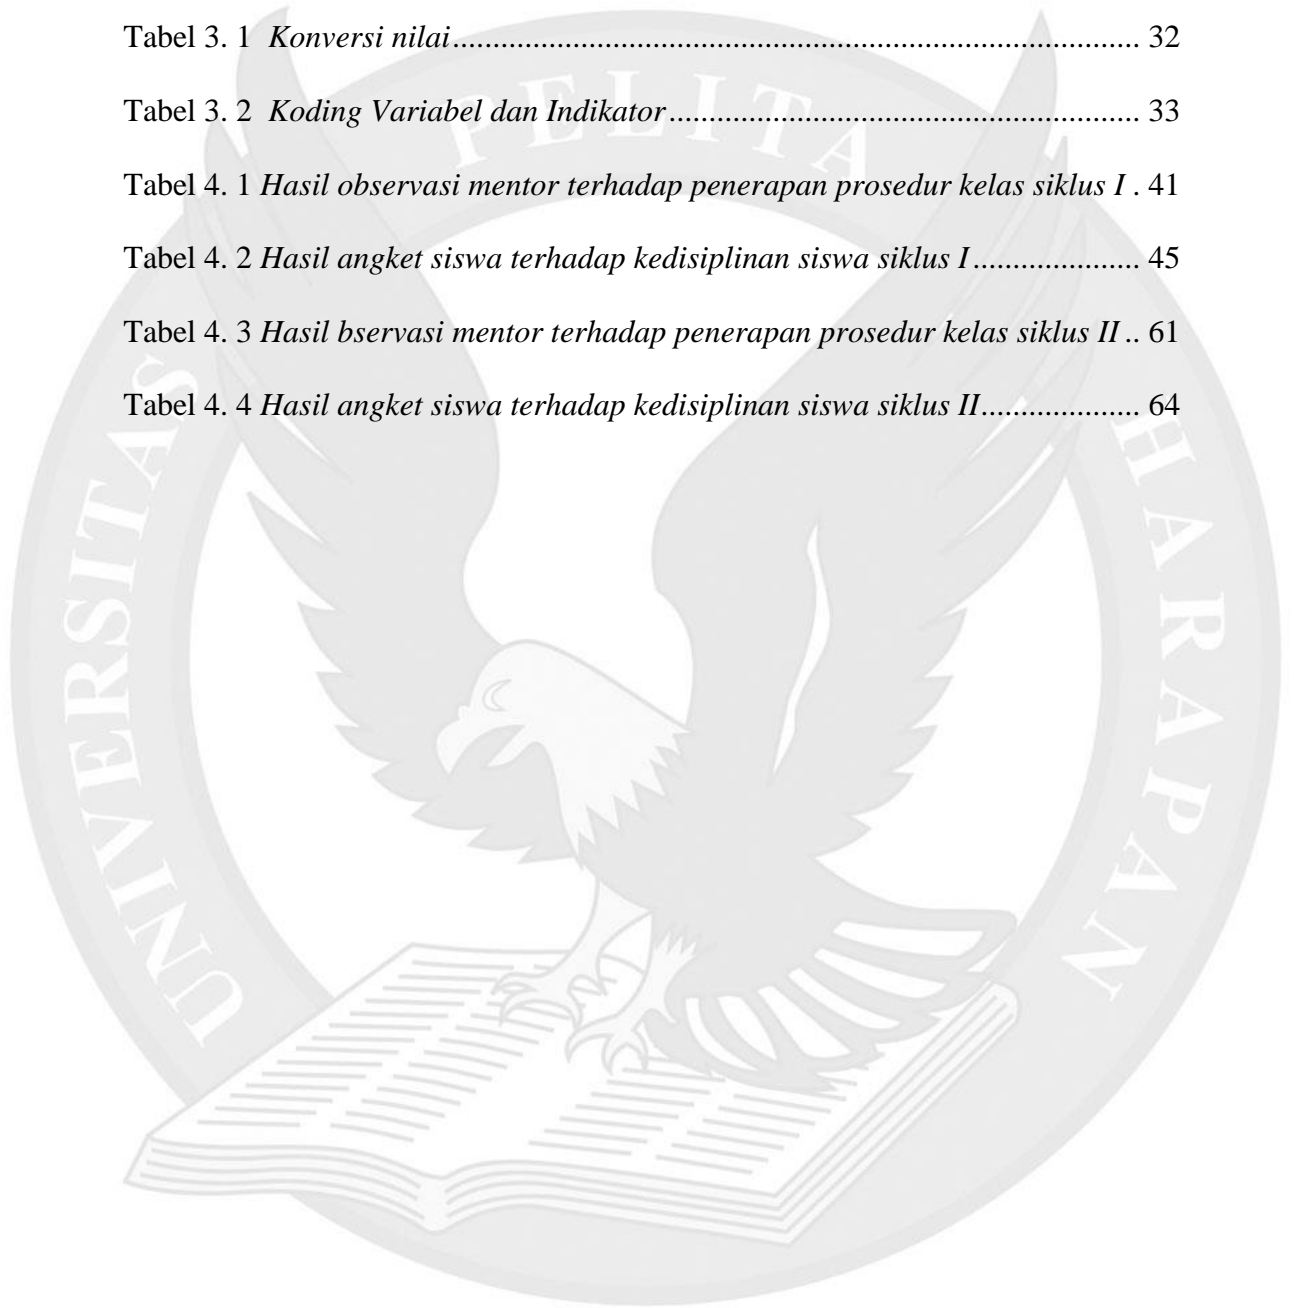 Tabel 3. 1 Konversi nilai..................................................................................... 32
Tabel 3. 2 Koding Variabel dan Indikator.......................................................... 33
Tabel 4. 1 Hasil observasi mentor terhadap penerapan prosedur kelas siklus I . 41
Tabel 4. 2 Hasil angket siswa terhadap kedisiplinan siswa siklus I..................... 45
Tabel 4. 3 Hasil bservasi mentor terhadap penerapan prosedur kelas siklus II .. 61
Tabel 4. 4 Hasil angket siswa terhadap kedisiplinan siswa siklus II.................... 64
UNIVERSITAS PELITA HARAPAN